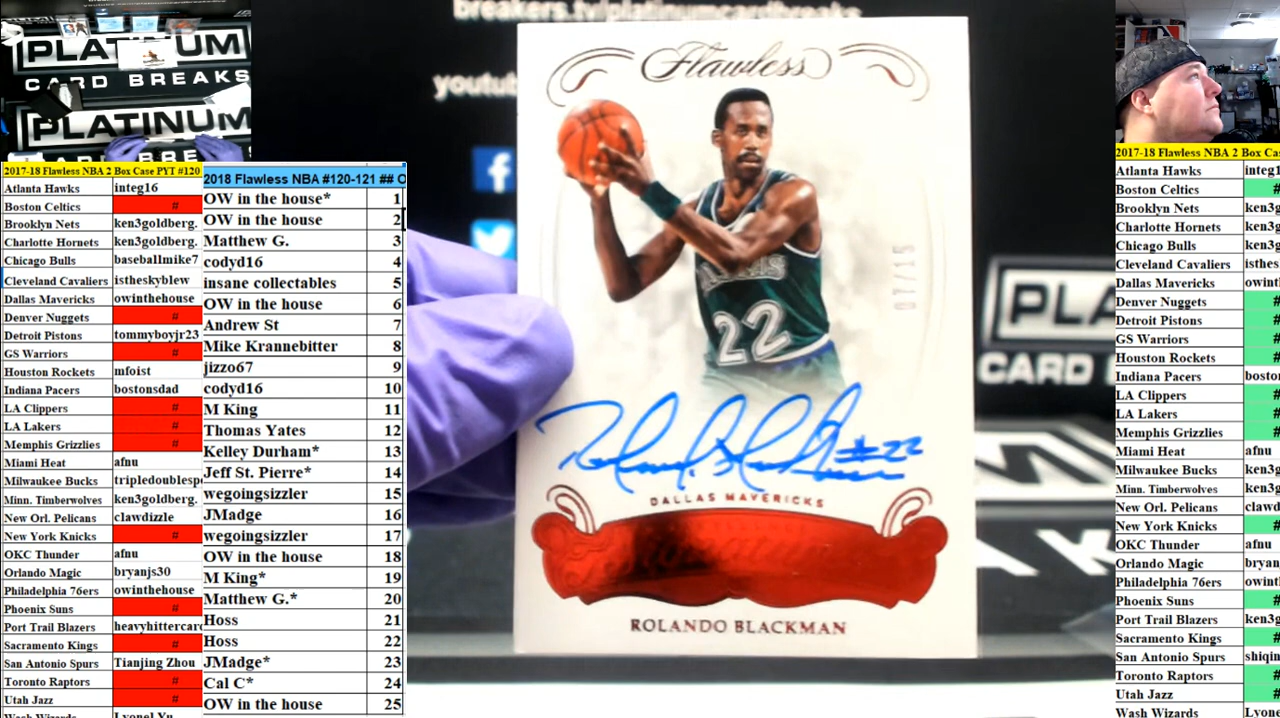 breakers.tv/platinumcardbreaks
youtub
PLATINUM
CARD BREAKS
PLATINUM
CARD BRE
2017-18 Flawless NBA 2 Box Case PYT #120
Atlanta Hawks integ16
Boston Celtics #
Brooklyn Nets ken3goldberg.
Charlotte Hornets ken3goldberg.
Chicago Bulls baseballmike7
Cleveland Cavaliers istheskyblew
Dallas Mavericks owinthehouse
Denver Nuggets #
Detroit Pistons tommyboyjr23
GS Warriors #
Houston Rockets mfoist
Indiana Pacers bostonsdad
LA Clippers #
LA Lakers #
Memphis Grizzlies #
Miami Heat afnu
Milwaukee Bucks tripledoublesp
Minn. Timberwolves ken3goldberg.
New Orl. Pelicans clawdizzle
New York Knicks #
OKC Thunder afnu
Orlando Magic bryanjs30
Philadelphia 76ers owinthehouse
Phoenix Suns #
Port Trail Blazers heavyhittercard
Sacramento Kings #
San Antonio Spurs Tianjing Zhou
Toronto Raptors #
Utah Jazz #
Wash Wizards Lyonel Yu
2018 Flawless NBA #120-121 ## O
OW in the house* 1
OW in the house 2
Matthew G. 3
codyd16 4
insane collectables 5
OW in the house 6
Andrew St 7
Mike Krannebitter 8
jizzo67 9
codyd16 10
M King 11
Thomas Yates 12
Kelley Durham* 13
Jeff St. Pierre* 14
wegoingsizzler 15
JMadge 16
wegoingsizzler 17
OW in the house 18
M King* 19
Matthew G.* 20
Hoss 21
Hoss 22
JMadge* 23
Cal C* 24
OW in the house 25
Flawless
22
07/15
#22
DALLAS MAVERICKS
ROLANDO BLACKMAN
PLA
CARD
2017-18 Flawless NBA 2 Box Cas
Atlanta Hawks integ1
Boston Celtics #
Brooklyn Nets ken3g
Charlotte Hornets ken3g
Chicago Bulls ken3g
Cleveland Cavaliers isthes
Dallas Mavericks owint
Denver Nuggets #
Detroit Pistons #
GS Warriors #
Houston Rockets #
Indiana Pacers boston
LA Clippers #
LA Lakers #
Memphis Grizzlies #
Miami Heat afnu
Milwaukee Bucks ken3g
Minn. Timberwolves ken3g
New Orl. Pelicans clawd
New York Knicks #
OKC Thunder afnu
Orlando Magic bryan
Philadelphia 76ers owint
Phoenix Suns #
Port Trail Blazers ken3g
Sacramento Kings #
San Antonio Spurs shiqin
Toronto Raptors #
Utah Jazz #
Wash Wizards Lyone